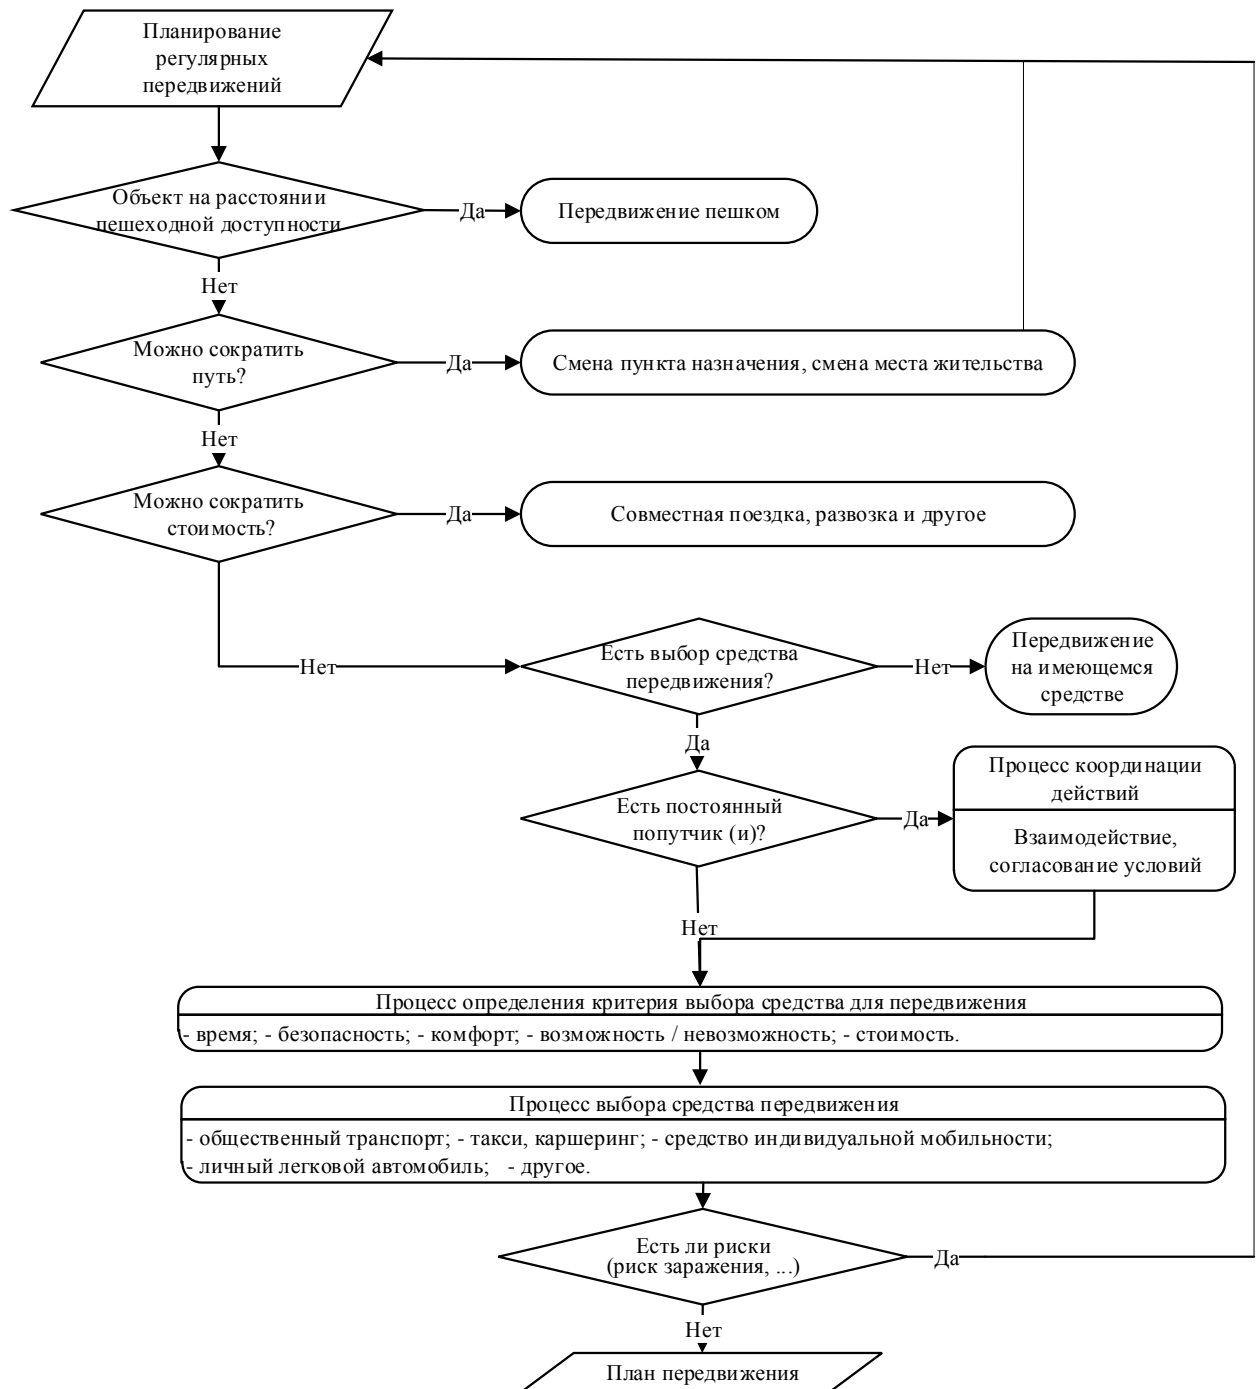 Планирование
регулярных
передвижений
Объект на расстоянии
пешеходной доступности
Да
Передвижение пешком
Нет
Можно сократить
путь?
Да
Смена пункта назначения, смена места жительства
Нет
Можно сократить
стоимость?
Да
Совместная поездка, развозка и другое
Нет
Есть выбор средства
передвижения?
Нет
Передвижение
на имеющемся
средстве
Да
Есть постоянный
попутчик (и)?
Да
Процесс координации
действий
Взаимодействие,
согласование условий
Нет
Процесс определения критерия выбора средства для передвижения
- время; - безопасность; - комфорт; - возможность / невозможность; - стоимость.
Процесс выбора средства передвижения
- общественный транспорт; - такси, каршеринг; - средство индивидуальной мобильности;
- личный легковой автомобиль; - другое.
Есть ли риски
(риск заражения, ...)
Да
Нет
План передвижения